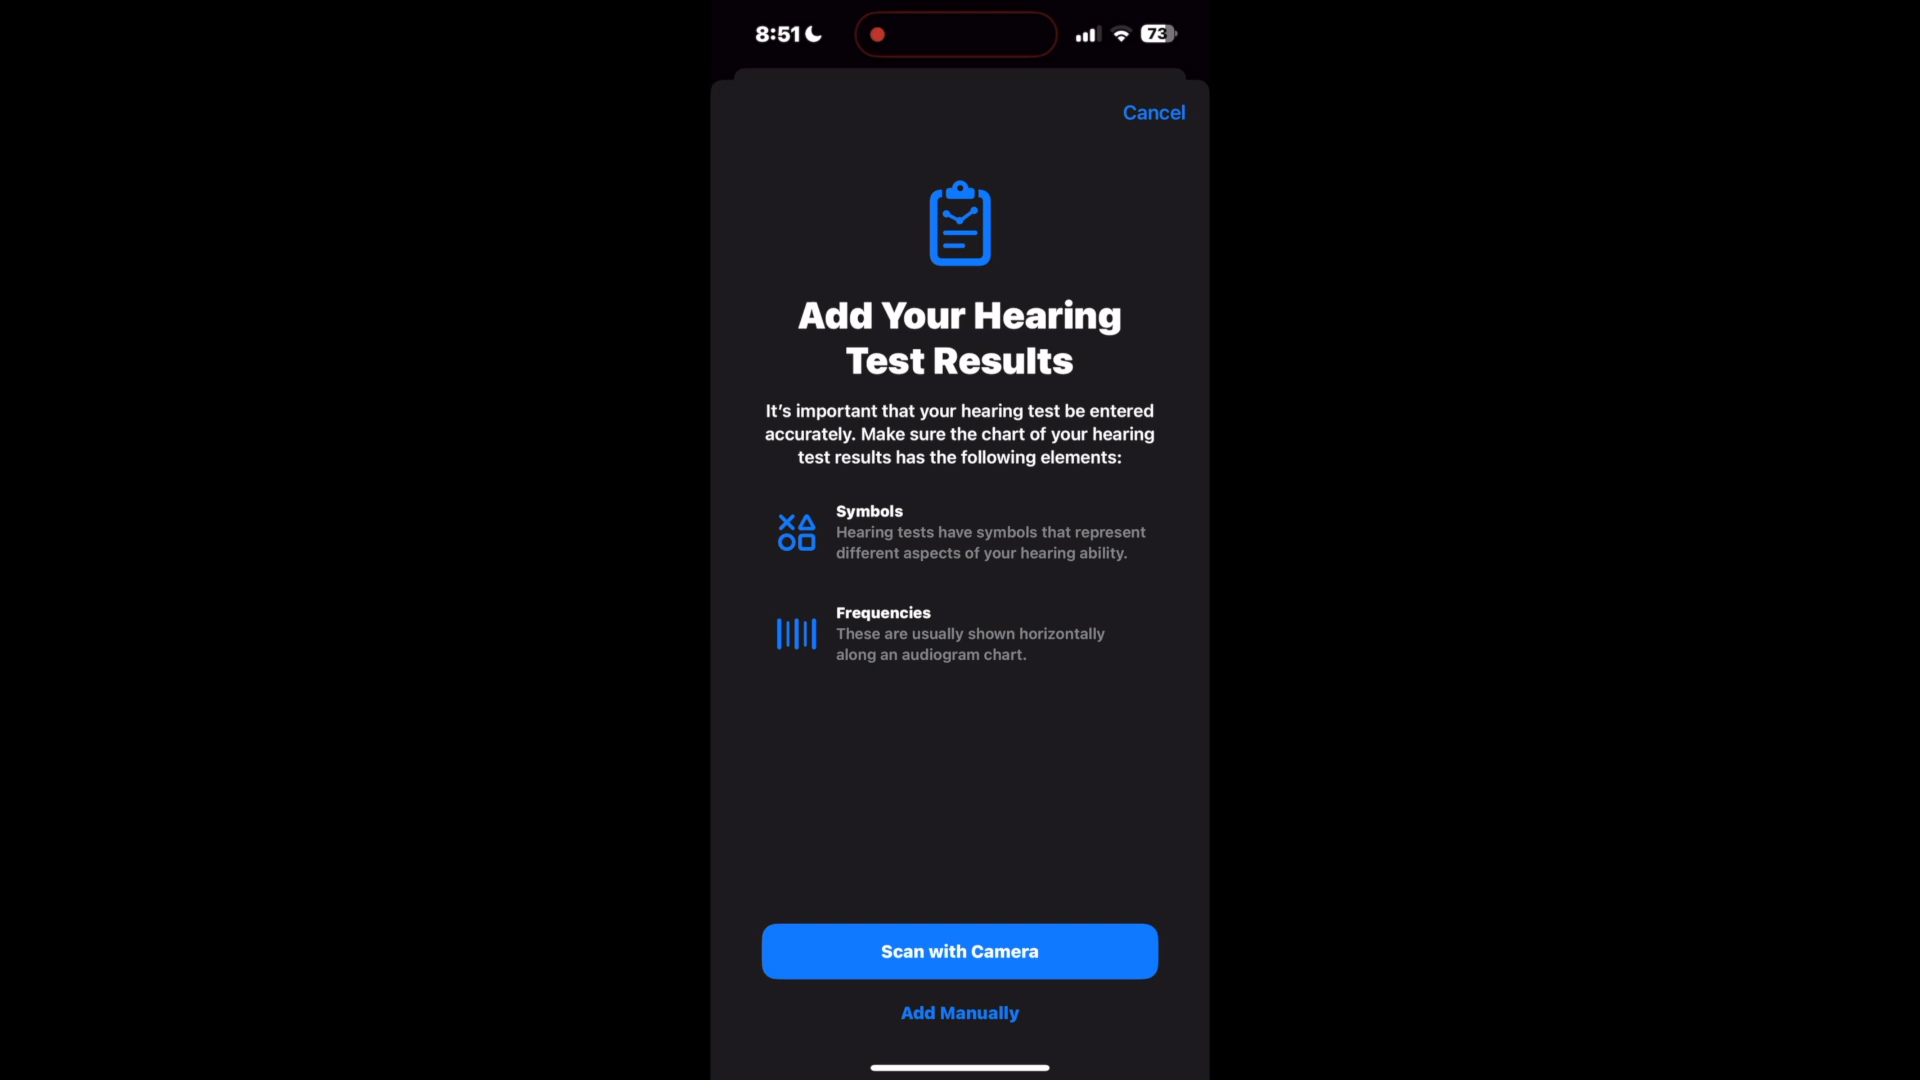 8:51
73
Cancel
Add Your Hearing
Test Results
It’s important that your hearing test be entered
accurately. Make sure the chart of your hearing
test results has the following elements:
Symbols
Hearing tests have symbols that represent
different aspects of your hearing ability.
Frequencies
These are usually shown horizontally
along an audiogram chart.
Scan with Camera
Add Manually